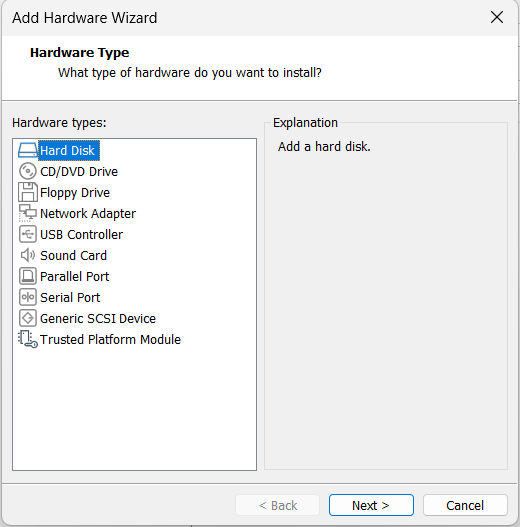 Add Hardware Wizard
Hardware Type
What type of hardware do you want to install?
Hardware types:
Hard Disk
CD/DVD Drive
Floppy Drive
Network Adapter
USB Controller
Sound Card
Parallel Port
Serial Port
Generic SCSI Device
Trusted Platform Module
Explanation
Add a hard disk.
< Back
Next >
Cancel